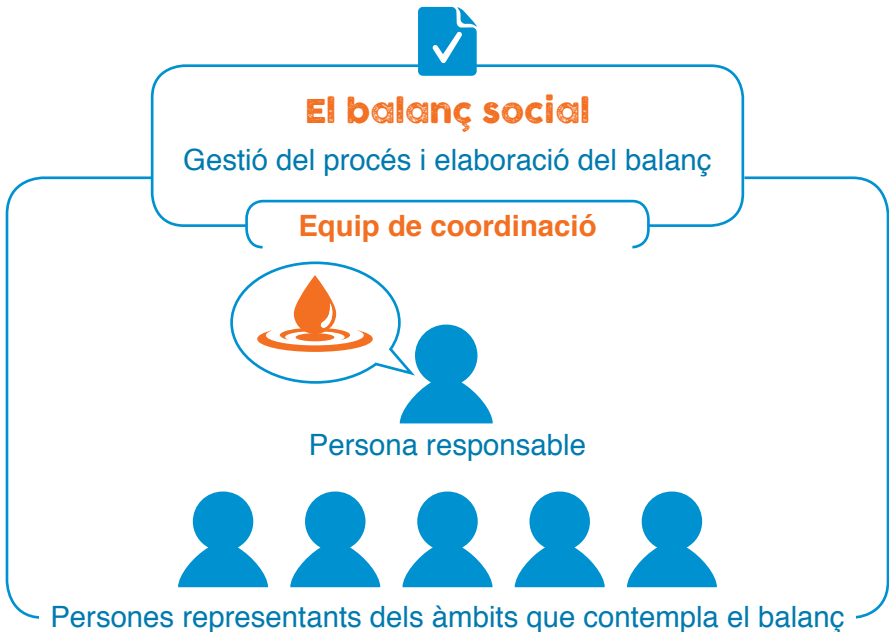 El balanç social
Gestió del procés i elaboració del balanç
Equip de coordinació
Persona responsable
Persones representants dels àmbits que contempla el balanç